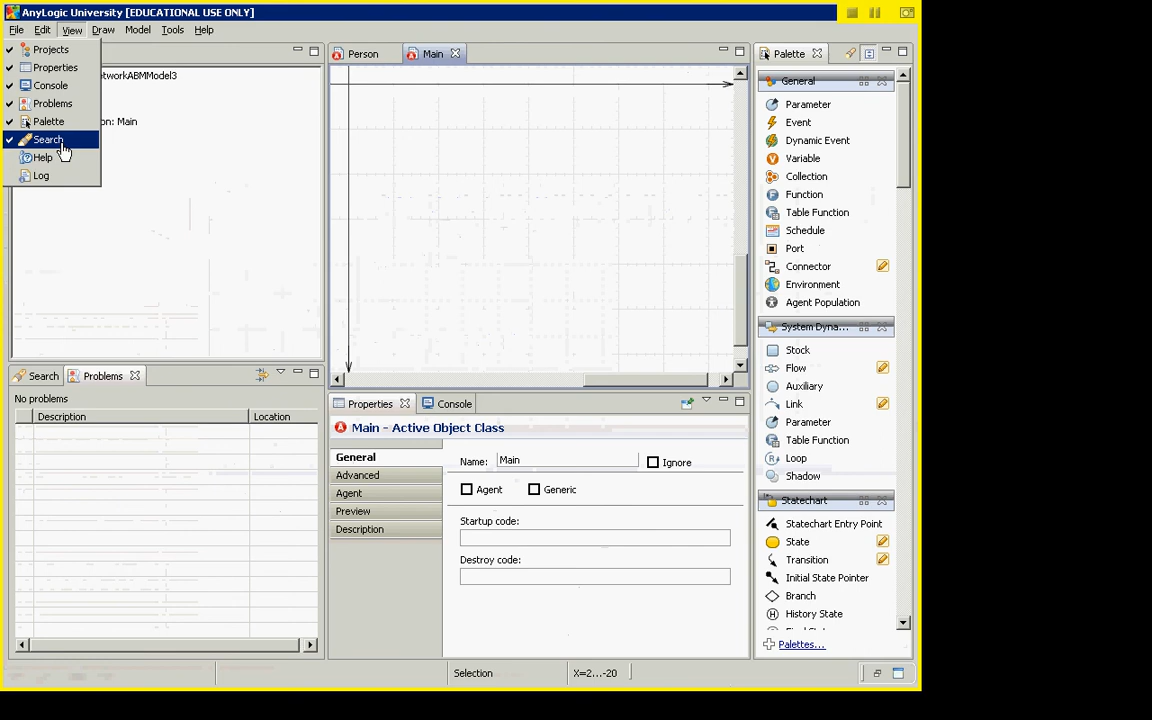 AnyLogic University [EDUCATIONAL USE ONLY]
File Edit View Draw Model Tools Help
Projects
Properties
Console
Problems
Palette
Search
Help
Log
etworkABMModel3
on: Main
Person Main
Palette
General
Parameter
Event
Dynamic Event
Variable
Collection
Function
Table Function
Schedule
Port
Connector
Environment
Agent Population
System Dyna...
Stock
Flow
Auxiliary
Link
Parameter
Table Function
Loop
Shadow
Statechart
Statechart Entry Point
State
Transition
Initial State Pointer
Branch
History State
Palettes...
Search Problems
No problems
Description Location
Properties Console
Main - Active Object Class
General
Advanced
Agent
Preview
Description
Name: Main Ignore
Agent Generic
Startup code:
Destroy code:
Selection X=2...-20